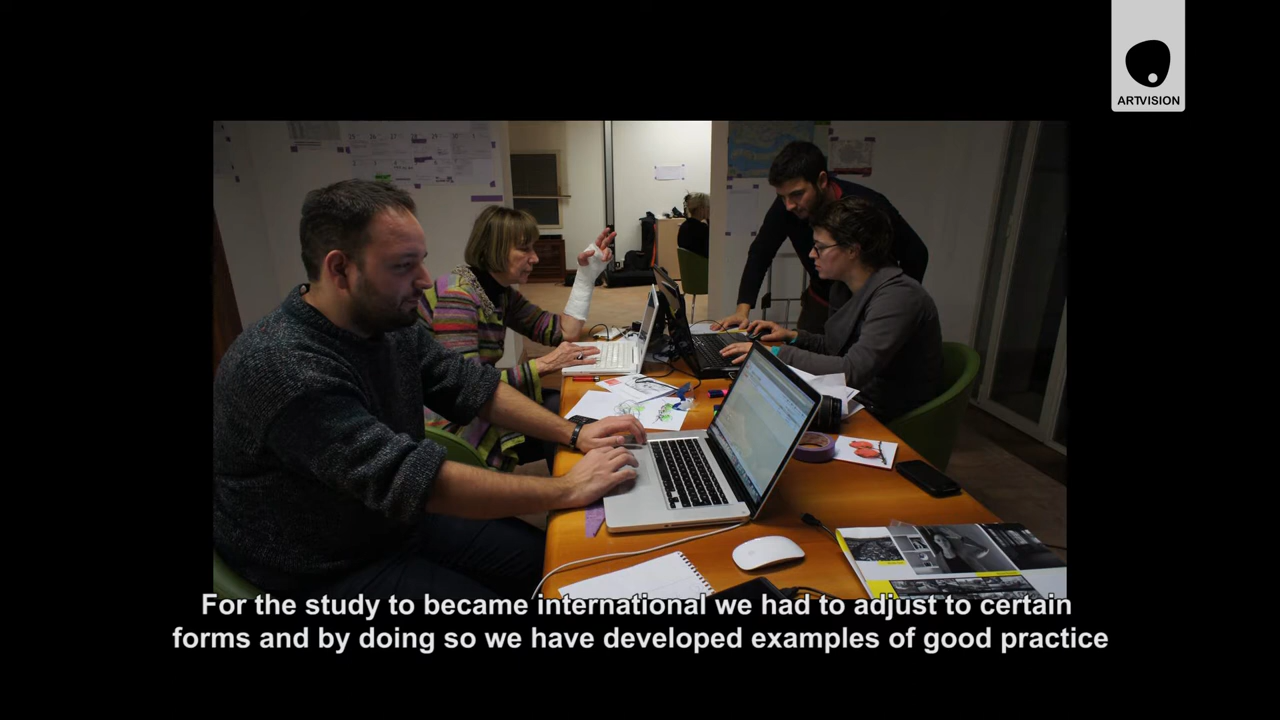 ARTVISION
For the study to became international we had to adjust to certain
forms and by doing so we have developed examples of good practice